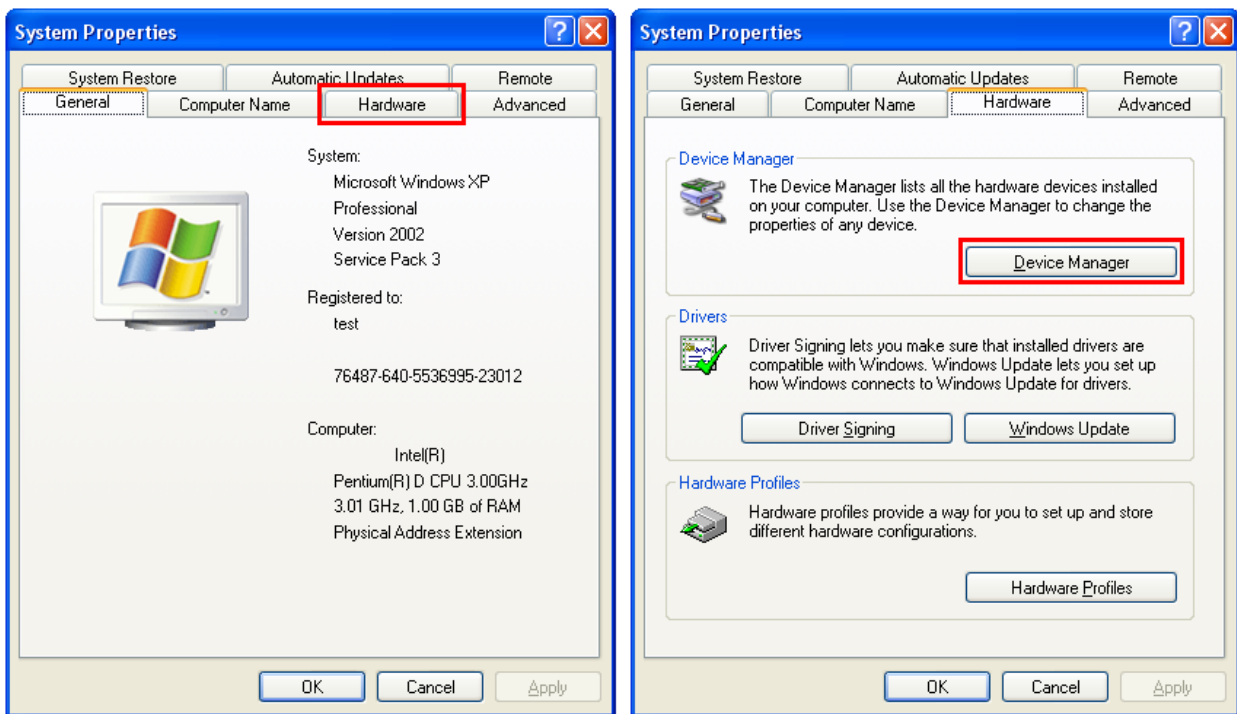 System Properties
System Restore Automatic Updates Remote
General Computer Name Hardware Advanced
System:
Microsoft Windows XP
Professional
Version 2002
Service Pack 3
Registered to:
test
76487-640-5536995-23012
Computer:
Intel(R)
Pentium(R) D CPU 3.00GHz
3.01 GHz, 1.00 GB of RAM
Physical Address Extension
OK Cancel Apply
System Properties
System Restore Automatic Updates Remote
General Computer Name Hardware Advanced
Device Manager
The Device Manager lists all the hardware devices installed
on your computer. Use the Device Manager to change the
properties of any device.
Device Manager
Drivers
Driver Signing lets you make sure that installed drivers are
compatible with Windows. Windows Update lets you set up
how Windows connects to Windows Update for drivers.
Driver Signing Windows Update
Hardware Profiles
Hardware profiles provide a way for you to set up and store
different hardware configurations.
Hardware Profiles
OK Cancel Apply